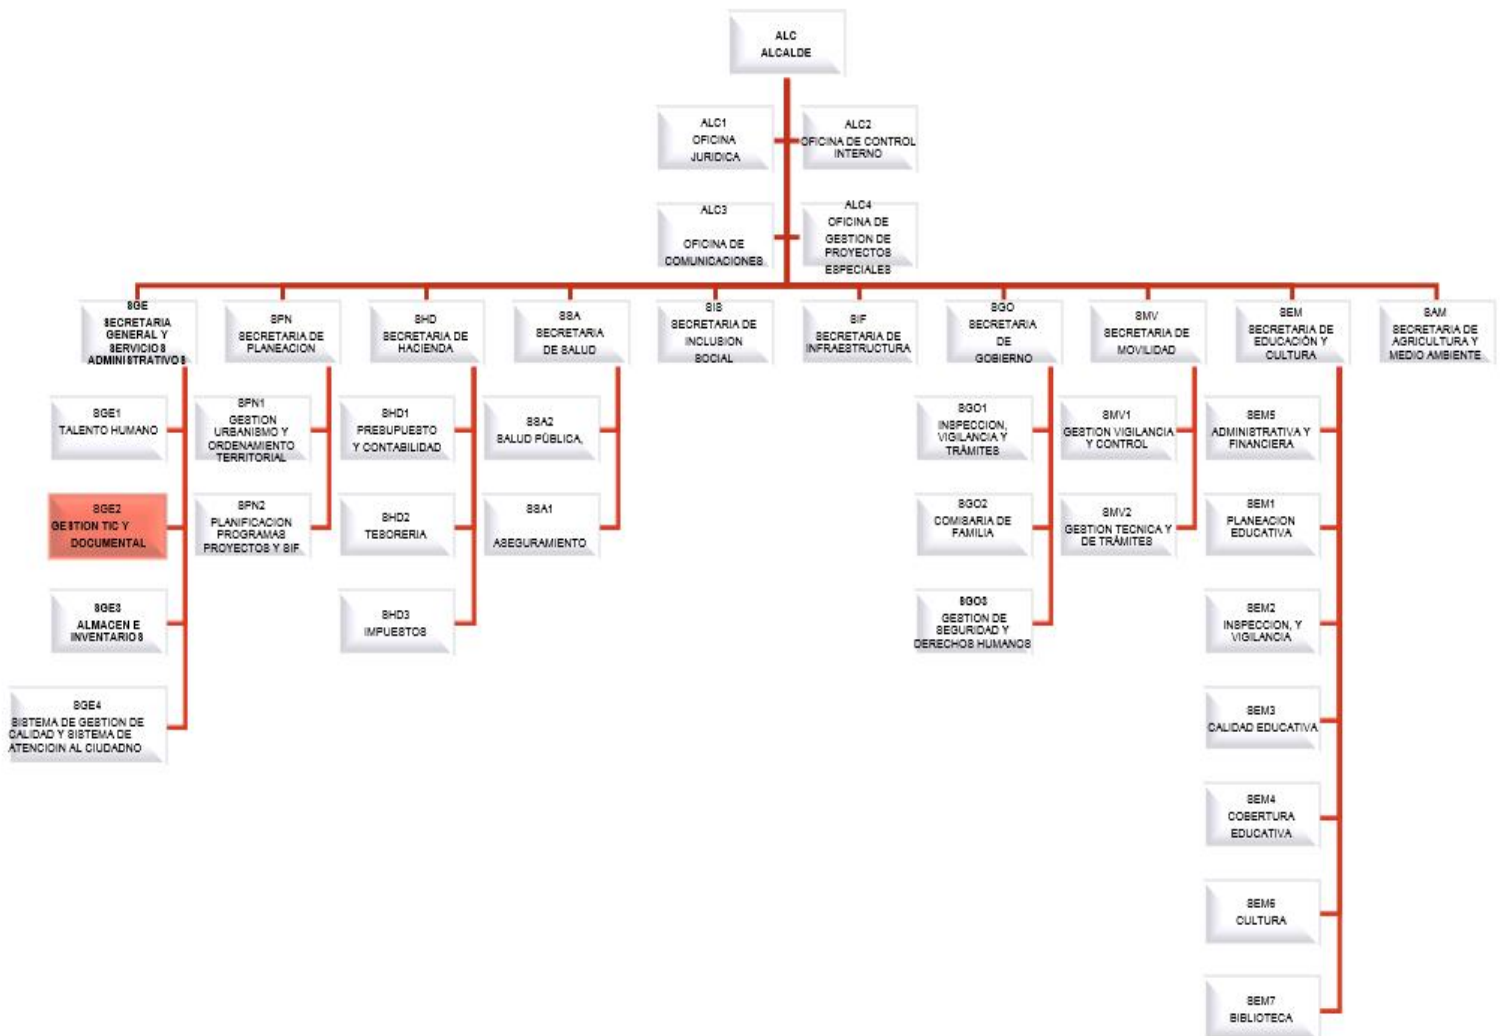 ALC
ALCALDE
ALC1
OFICINA
JURIDICA
ALC2
OFICINA DE CONTROL
INTERNO
ALC3
OFICINA DE
COMUNICACIONES
ALC4
OFICINA DE
GESTION DE
PROYECTOS
ESPECIALES
SGE
SECRETARIA
GENERAL Y
SERVICIOS
ADMINISTRATIVOS
SPN
SECRETARIA DE
PLANEACION
SHD
SECRETARIA DE
HACIENDA
SSA
SECRETARIA
DE SALUD
SIS
SECRETARIA DE
INCLUSION
SOCIAL
SIF
SECRETARIA DE
INFRAESTRUCTURA
SGO
SECRETARIA
DE
GOBIERNO
SMV
SECRETARIA DE
MOVILIDAD
SEM
SECRETARIA DE
EDUCACIÓN Y
CULTURA
SAM
SECRETARIA DE
AGRICULTURA Y
MEDIO AMBIENTE
SGE1
TALENTO HUMANO
SGE2
GESTION TIC Y
DOCUMENTAL
SGE3
ALMACEN E
INVENTARIOS
SGE4
SISTEMA DE GESTION DE
CALIDAD Y SISTEMA DE
ATENCIOIN AL CIUDADNO
SPN1
GESTION
URBANISMO Y
ORDENAMIENTO
TERRITORIAL
SPN2
PLANIFICACION
PROGRAMAS
PROYECTOS Y SIF
SHD1
PRESUPUESTO
Y CONTABILIDAD
SHD2
TESORERIA
SHD3
IMPUESTOS
SSA2
SALUD PÚBLICA,
SSA1
ASEGURAMIENTO
SGO1
INSPECCION,
VIGILANCIA Y
TRÁMITES
SGO2
COMISARIA DE
FAMILIA
SGO3
GESTION DE
SEGURIDAD Y
DERECHOS HUMANOS
SMV1
GESTION VIGILANCIA
Y CONTROL
SMV2
GESTION TECNICA Y
DE TRÁMITES
SEM5
ADMINISTRATIVA Y
FINANCIERA
SEM1
PLANEACION
EDUCATIVA
SEM2
INSPECCION, Y
VIGILANCIA
SEM3
CALIDAD EDUCATIVA
SEM4
COBERTURA
EDUCATIVA
SEM6
CULTURA
SEM7
BIBLIOTECA